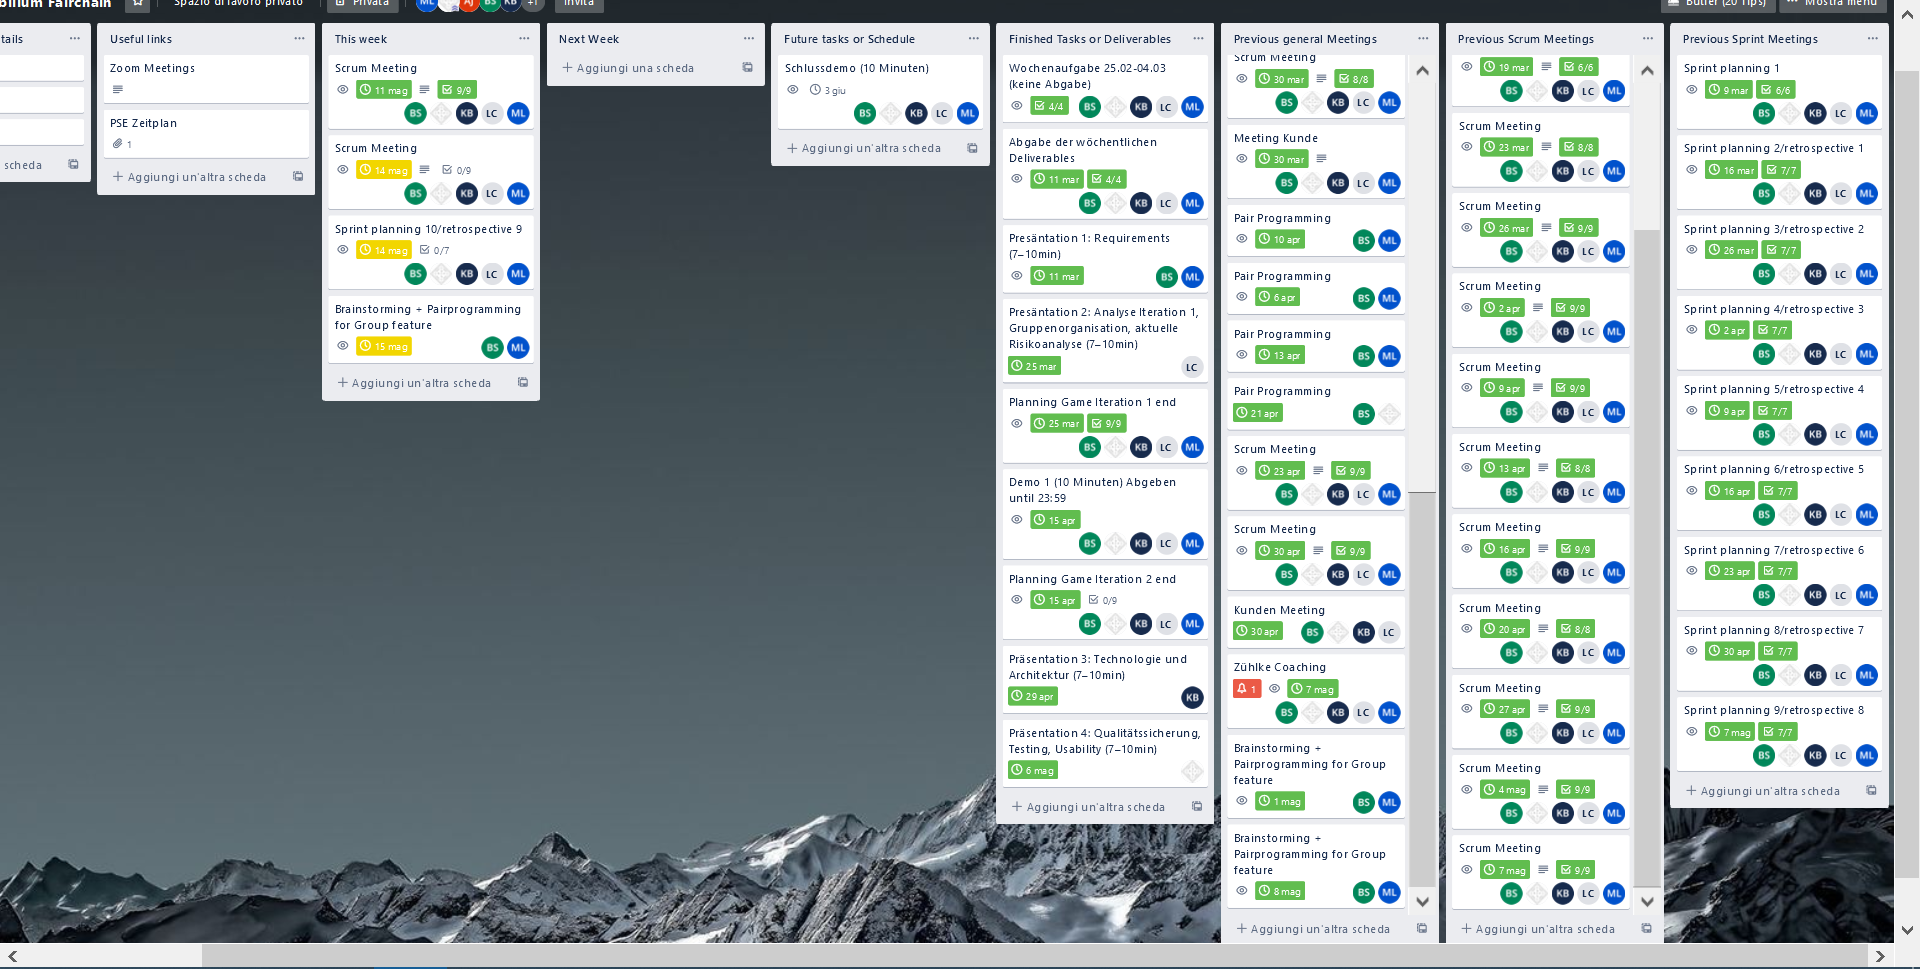 bilium Fairchain
Spazio di lavoro privato
Privata
ML
AJ
BS
KB
+1
Invita
Butler (20 Tips)
Mostra menu
tails
scheda
Useful links
Zoom Meetings
PSE Zeitplan
1
Aggiungi un'altra scheda
This week
Scrum Meeting
11 mag 9/9
BS KB LC ML
Scrum Meeting
14 mag 0/9
BS KB LC ML
Sprint planning 10/retrospective 9
14 mag 0/7
BS KB LC ML
Brainstorming + Pairprogramming
for Group feature
15 mag
BS ML
Aggiungi un'altra scheda
Next Week
Aggiungi una scheda
Future tasks or Schedule
Schlussdemo (10 Minuten)
3 giu
BS KB LC ML
Aggiungi un'altra scheda
Finished Tasks or Deliverables
Wochenaufgabe 25.02-04.03
(keine Abgabe)
4/4 BS KB LC ML
Abgabe der wöchentlichen
Deliverables
11 mar 4/4
BS KB LC ML
Presäntation 1: Requirements
(7-10min)
11 mar BS ML
Presäntation 2: Analyse Iteration 1,
Gruppenorganisation, aktuelle
Risikoanalyse (7-10min)
25 mar LC
Planning Game Iteration 1 end
25 mar 9/9
BS KB LC ML
Demo 1 (10 Minuten) Abgeben
until 23:59
15 apr
BS KB LC ML
Planning Game Iteration 2 end
15 apr 0/9
BS KB LC ML
Präsentation 3: Technologie und
Architektur (7-10min)
29 apr KB
Präsentation 4: Qualitätssicherung,
Testing, Usability (7-10min)
6 mag
Aggiungi un'altra scheda
Previous general Meetings
Scrum Meeting
30 mar 8/8
BS KB LC ML
Meeting Kunde
30 mar
BS KB LC ML
Pair Programming
10 apr BS ML
Pair Programming
6 apr BS ML
Pair Programming
13 apr BS ML
Pair Programming
21 apr BS
Scrum Meeting
23 apr 9/9
BS KB LC ML
Scrum Meeting
30 apr 9/9
BS KB LC ML
Kunden Meeting
30 apr BS KB LC
Zühlke Coaching
1 7 mag
BS KB LC ML
Brainstorming +
Pairprogramming for Group
feature
1 mag BS ML
Brainstorming +
Pairprogramming for Group
feature
8 mag BS ML
Aggiungi un'altra scheda
Previous Scrum Meetings
19 mar 6/6
BS KB LC ML
Scrum Meeting
23 mar 8/8
BS KB LC ML
Scrum Meeting
26 mar 9/9
BS KB LC ML
Scrum Meeting
2 apr 9/9
BS KB LC ML
Scrum Meeting
9 apr 9/9
BS KB LC ML
Scrum Meeting
13 apr 8/8
BS KB LC ML
Scrum Meeting
16 apr 9/9
BS KB LC ML
Scrum Meeting
20 apr 8/8
BS KB LC ML
Scrum Meeting
27 apr 9/9
BS KB LC ML
Scrum Meeting
4 mag 9/9
BS KB LC ML
Scrum Meeting
7 mag 9/9
BS KB LC ML
Aggiungi un'altra scheda
Previous Sprint Meetings
Sprint planning 1
9 mar 6/6
BS KB LC ML
Sprint planning 2/retrospective 1
16 mar 7/7
BS KB LC ML
Sprint planning 3/retrospective 2
26 mar 7/7
BS KB LC ML
Sprint planning 4/retrospective 3
2 apr 7/7
BS KB LC ML
Sprint planning 5/retrospective 4
9 apr 7/7
BS KB LC ML
Sprint planning 6/retrospective 5
16 apr 7/7
BS KB LC ML
Sprint planning 7/retrospective 6
23 apr 7/7
BS KB LC ML
Sprint planning 8/retrospective 7
30 apr 7/7
BS KB LC ML
Sprint planning 9/retrospective 8
7 mag 7/7
BS KB LC ML
Aggiungi un'altra scheda